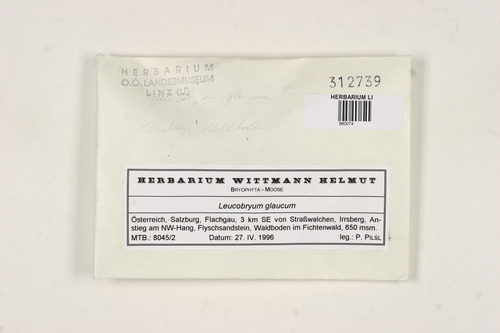 HERBARIUM
O.Ö. LANDESMUSEUM
LINZ (LI)
312739
HERBARIUM LI
980074
HERBARIUM WITTMANN HELMUT
BRYOPHYTA - MOOSE
Leucobryum glaucum
Österreich, Salzburg, Flachgau, 3 km SE von Straßwalchen, Irrsberg, An-
stieg am NW-Hang, Flyschsandstein, Waldboden im Fichtenwald, 650 msm.
MTB.: 8045/2 Datum: 27. IV. 1996 leg.: P. PILSL